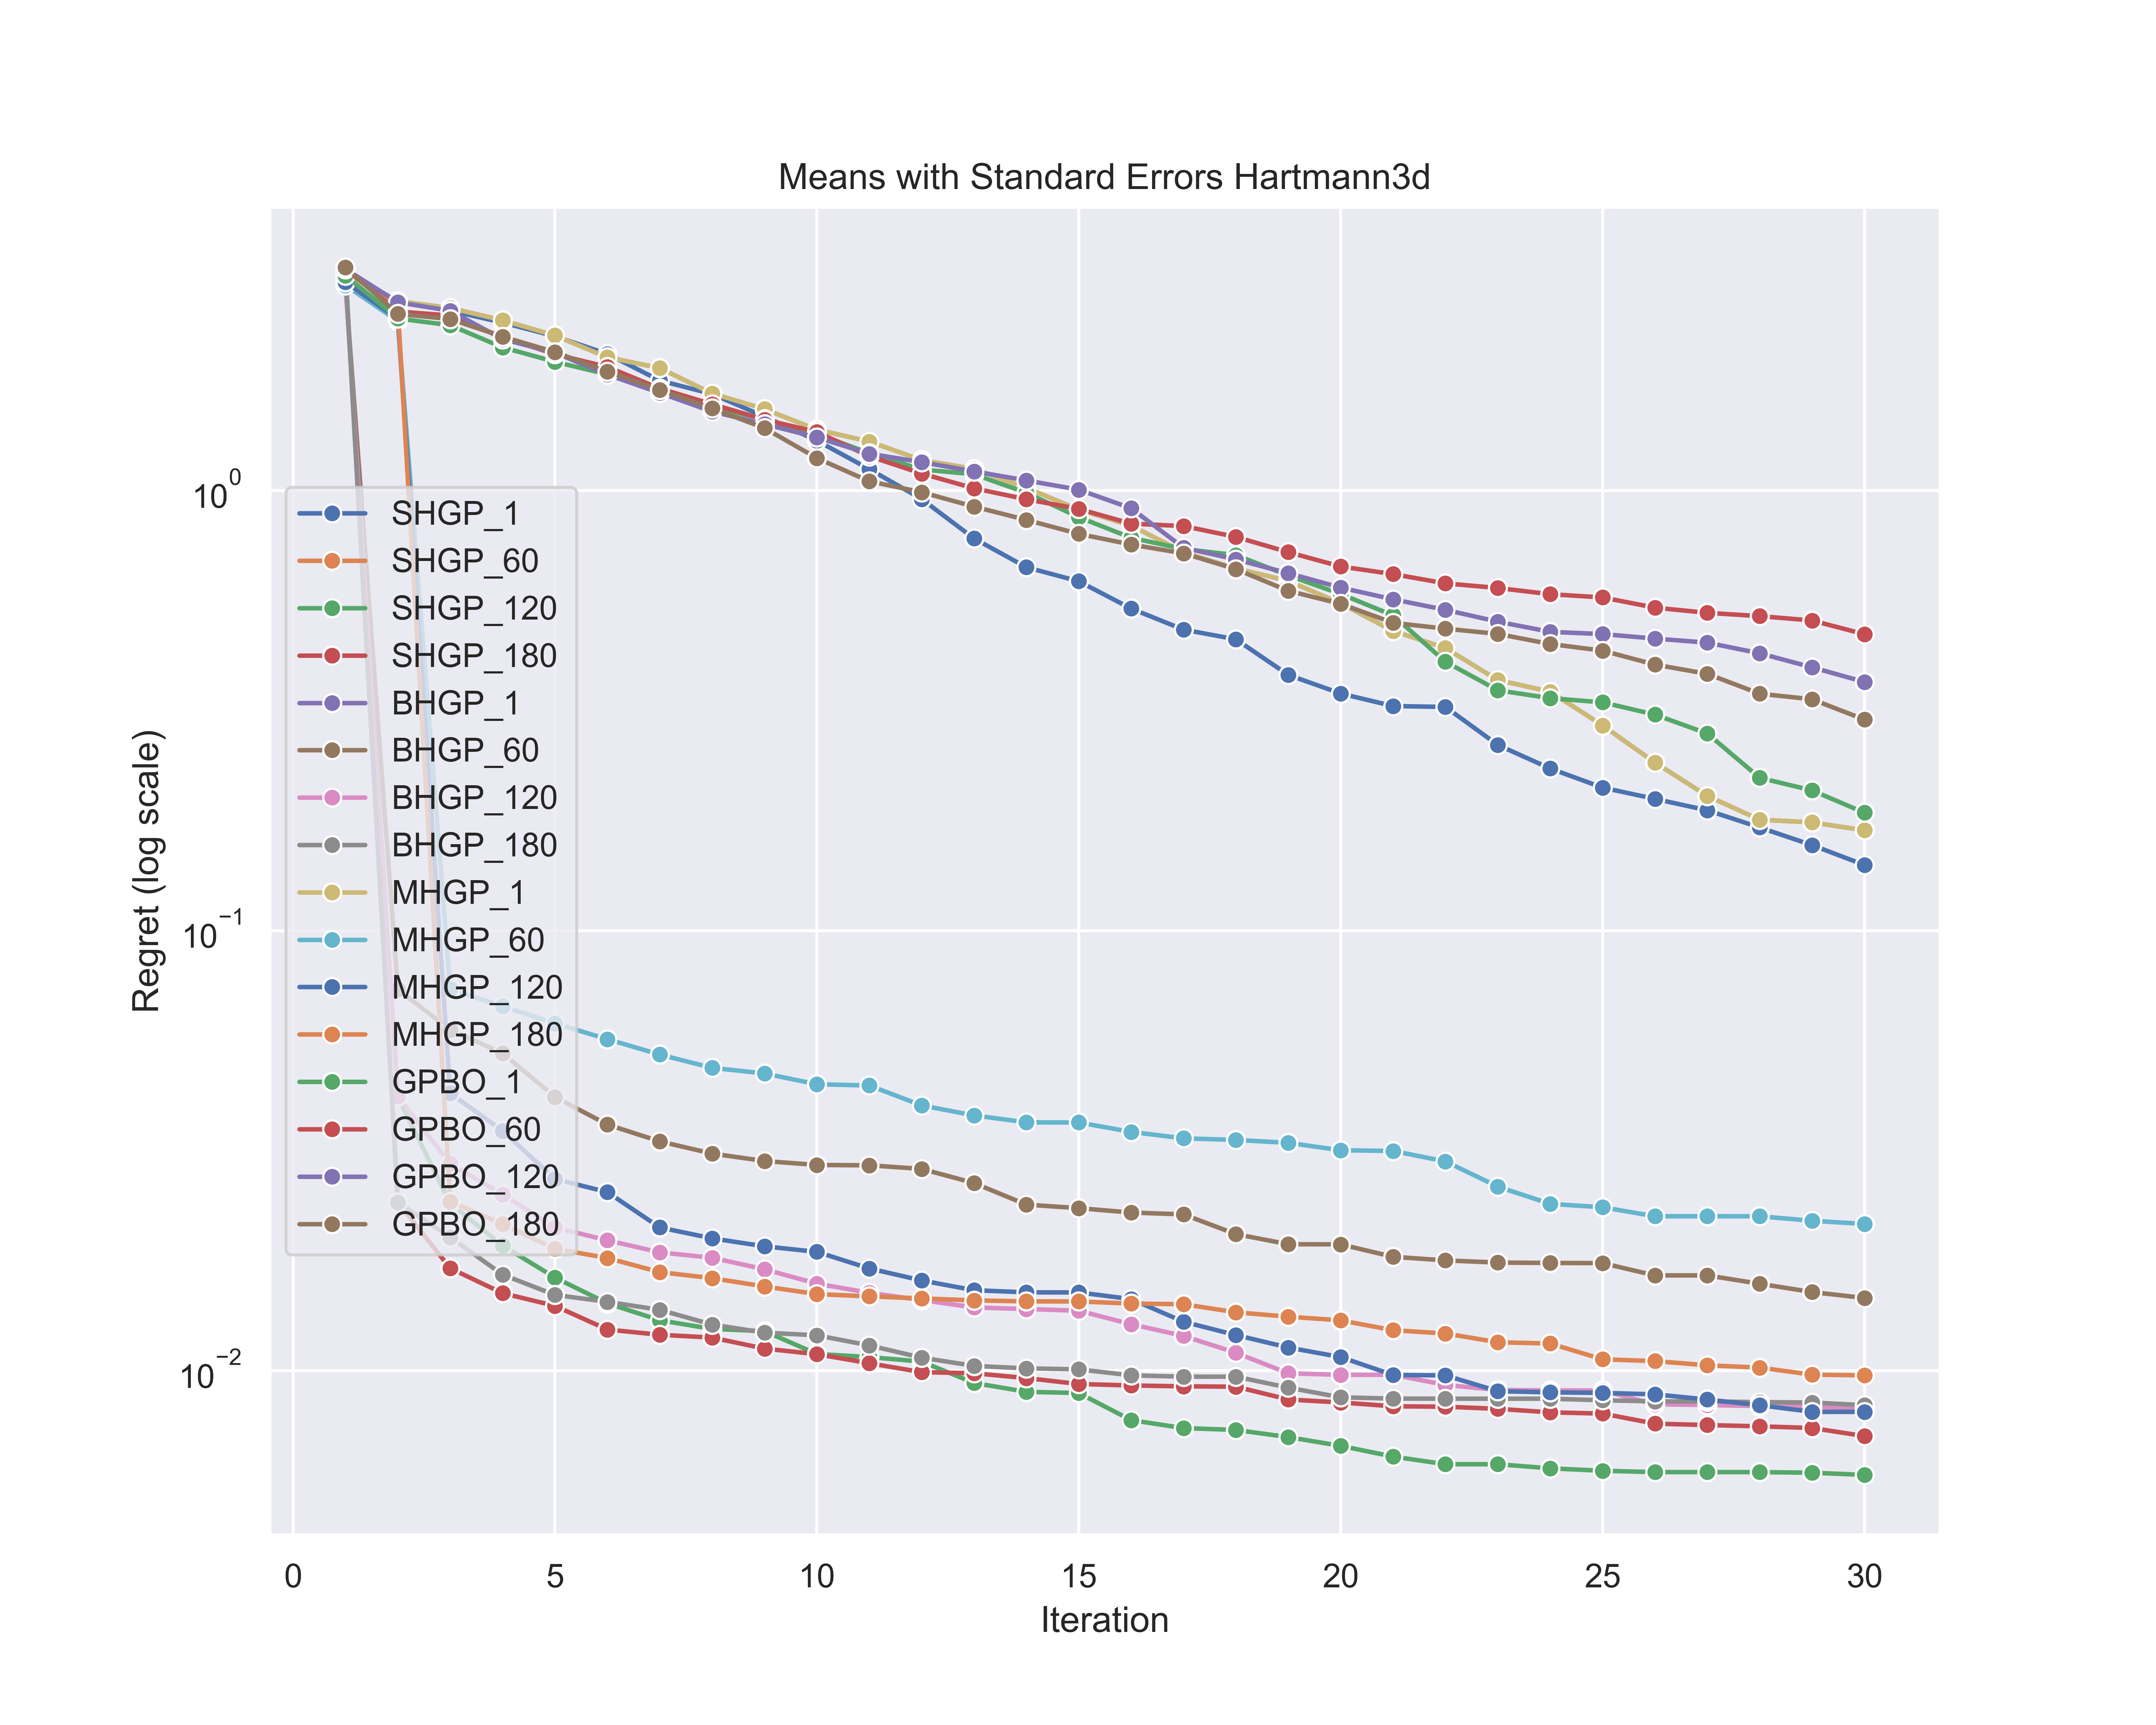 Means with Standard Errors Hartmann3d
Regret (log scale)
10^0
10^−1
10^−2
SHGP_1
SHGP_60
SHGP_120
SHGP_180
BHGP_1
BHGP_60
BHGP_120
BHGP_180
MHGP_1
MHGP_60
MHGP_120
MHGP_180
GPBO_1
GPBO_60
GPBO_120
GPBO_180
0 5 10 15 20 25 30
Iteration